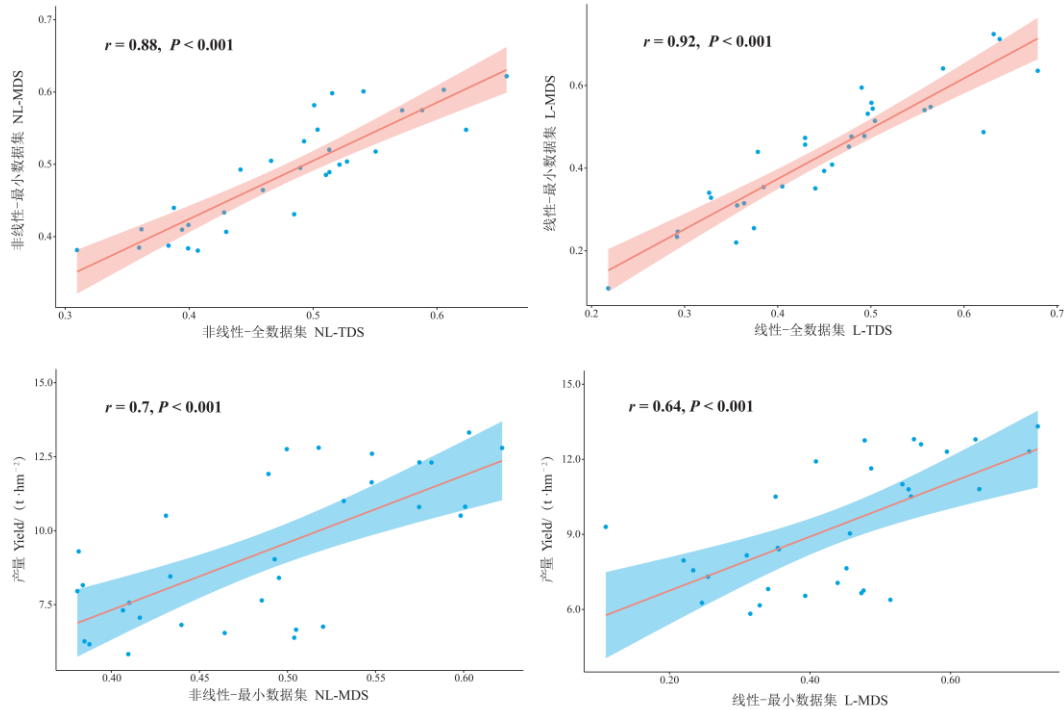 r = 0.88, P < 0.001
0.7
0.6
0.5
0.4
非线性-最小数据集 NL-MDS
0.3
0.4
0.5
0.6
非线性-全数据集 NL-TDS
r = 0.92, P < 0.001
0.6
0.4
0.2
线性-最小数据集 L-MDS
0.2
0.3
0.4
0.5
0.6
0.7
线性-全数据集 L-TDS
r = 0.7, P < 0.001
15.0
12.5
10.0
7.5
产量 Yield/ (t·hm⁻²)
0.40
0.45
0.50
0.55
0.60
非线性-最小数据集 NL-MDS
r = 0.64, P < 0.001
15.0
12.0
9.0
6.0
产量 Yield/ (t·hm⁻²)
0.20
0.40
0.60
线性-最小数据集 L-MDS